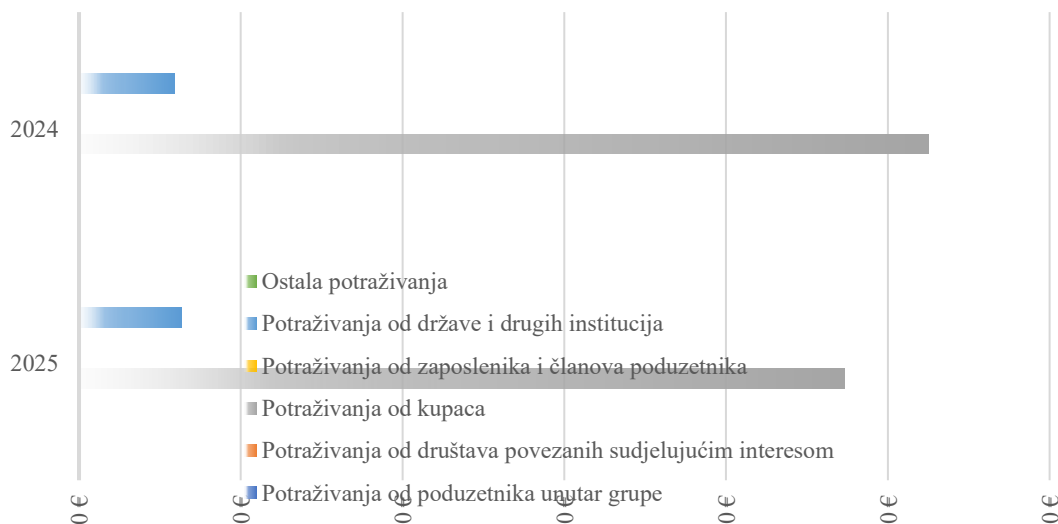 2024
Ostala potraživanja
Potraživanja od države i drugih institucija
2025
Potraživanja od zaposlenika i članova poduzetnika
Potraživanja od kupaca
Potraživanja od društava povezanih sudjelujućim interesom
Potraživanja od poduzetnika unutar grupe
0 €
0 €
0 €
0 €
0 €
0 €
0 €